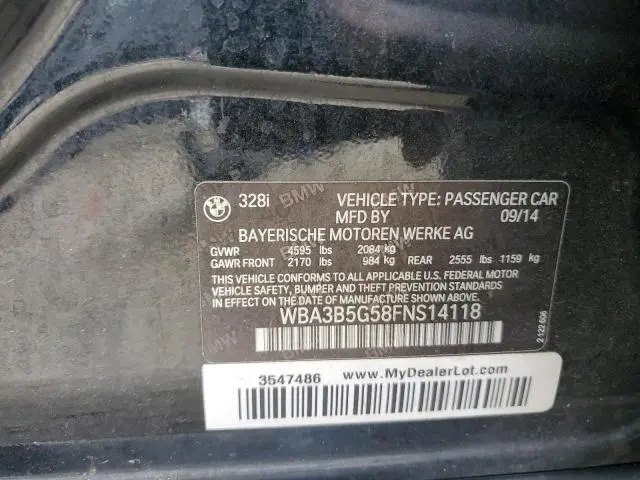 328i VEHICLE TYPE: PASSENGER CAR
MFD BY 09/14
BAYERISCHE MOTOREN WERKE AG
GVWR 4595 lbs 2084 kg
GAWR FRONT 2170 lbs 984 kg REAR 2555 lbs 1159 kg
THIS VEHICLE CONFORMS TO ALL APPLICABLE U.S. FEDERAL MOTOR
VEHICLE SAFETY, BUMPER AND THEFT PREVENTION STANDARDS
IN EFFECT ON THE DATE OF MANUFACTURE SHOWN ABOVE.
WBA3B5G58FNS14118
2 122 606
3547486 www.MyDealerLot.com